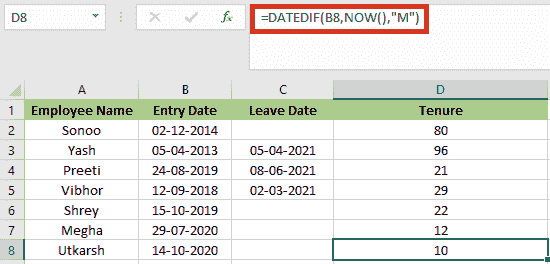 D8 fx =DATEDIF(B8,NOW(),"M")
A B C D
1 Employee Name Entry Date Leave Date Tenure
2 Sonoo 02-12-2014 80
3 Yash 05-04-2013 05-04-2021 96
4 Preeti 24-08-2019 08-06-2021 21
5 Vibhor 12-09-2018 02-03-2021 29
6 Shrey 15-10-2019 22
7 Megha 29-07-2020 12
8 Utkarsh 14-10-2020 10